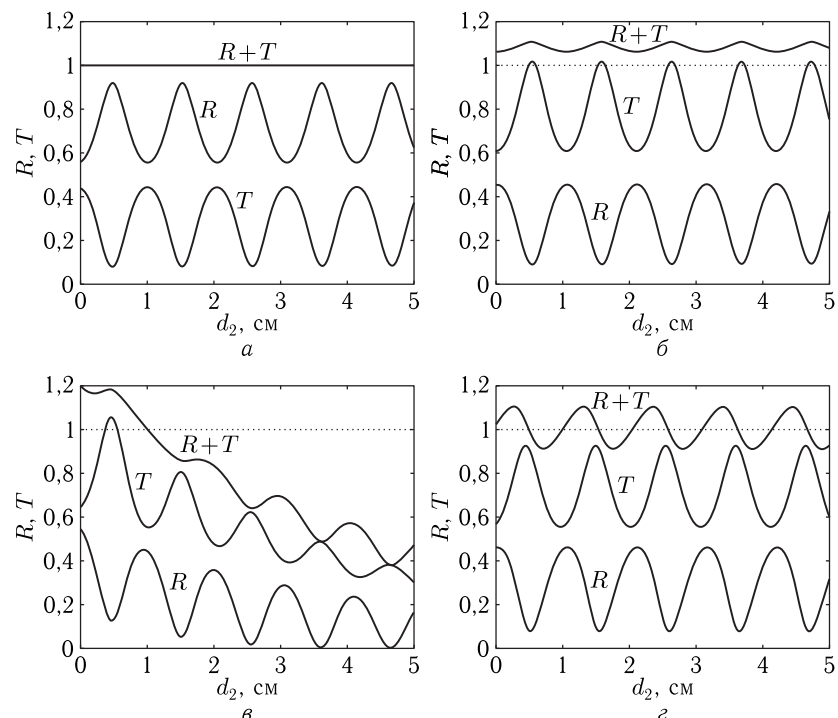 1,2 1,2
R+T R+T
1 1
R
0,8 0,8
T
R, T R, T
0,6 0,6
0,4 0,4
T R
0,2 0,2
0 0
0 1 2 3 4 5 0 1 2 3 4 5
d₂, см d₂, см
а б
1,2 1,2
R+T
1 1
R+T
0,8 0,8
T T
R, T R, T
0,6 0,6
0,4 0,4
R R
0,2 0,2
0 0
0 1 2 3 4 5 0 1 2 3 4 5
d₂, см d₂, см
в г